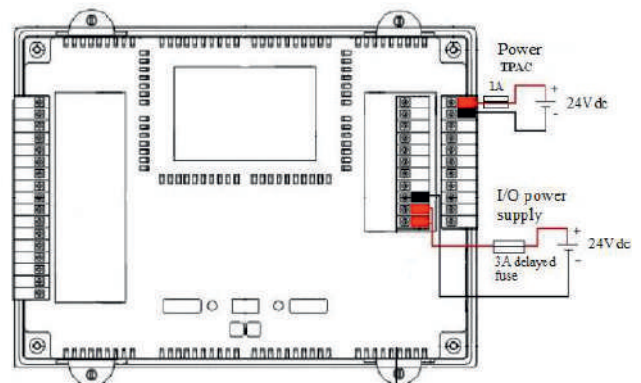 Power
TPAC
1A
+
24V dc
-
I/O power
supply
+
24V dc
3A delayed
fuse
-